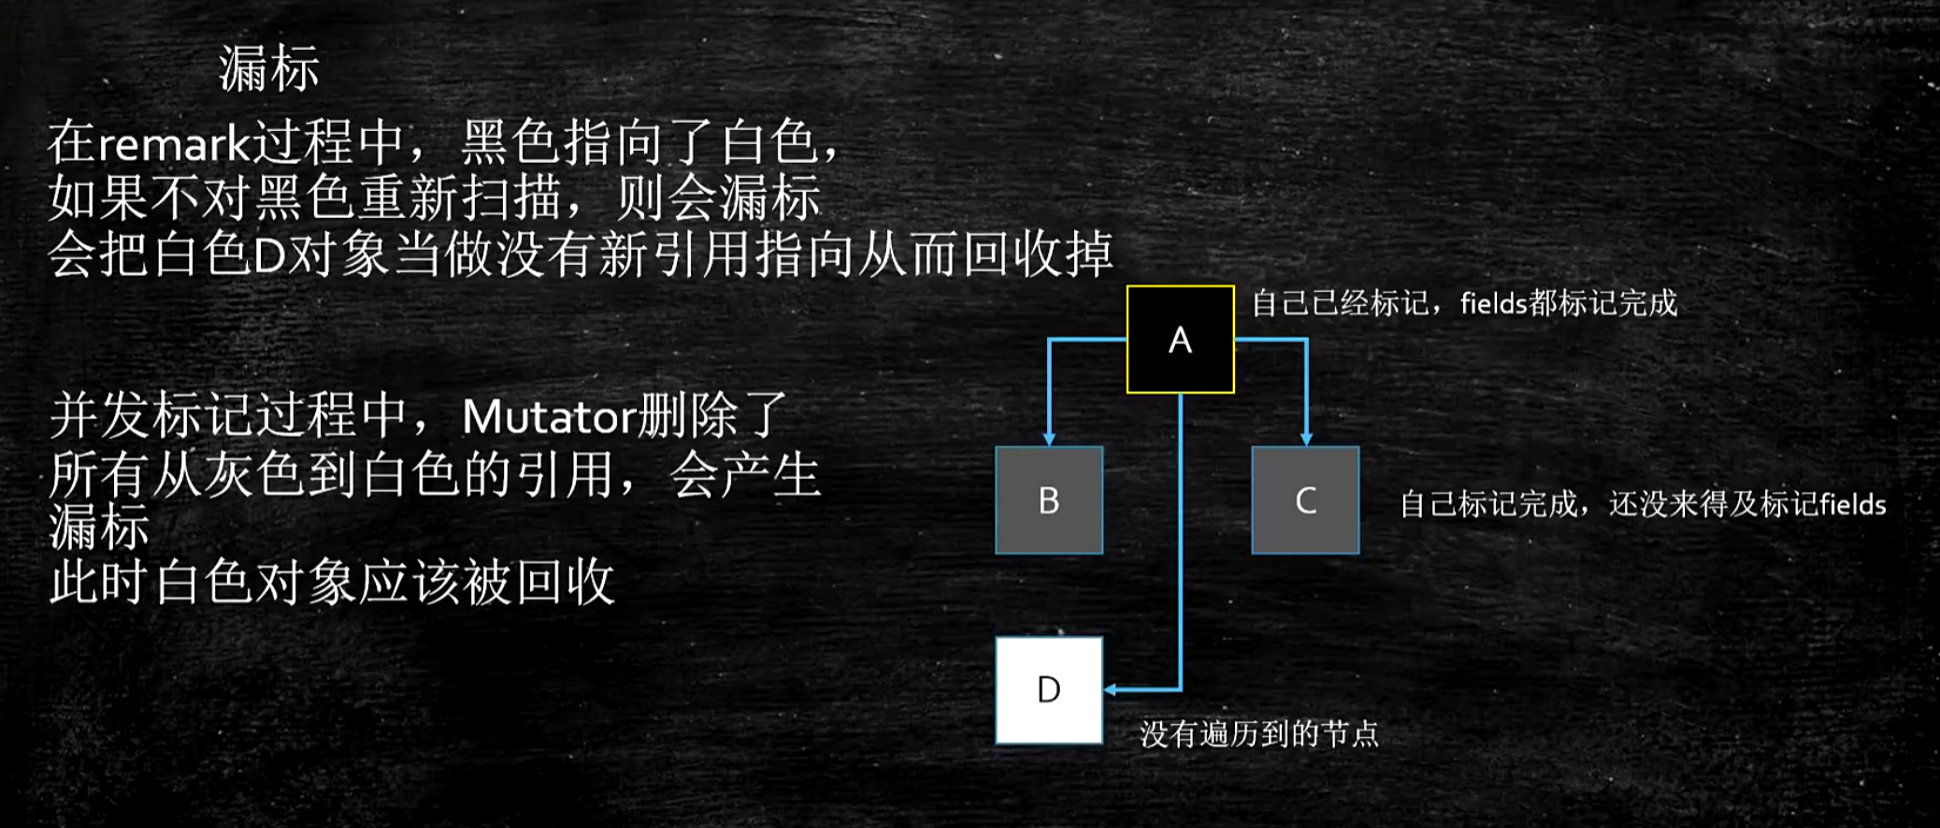 漏标
在remark过程中，黑色指向了白色，
如果不对黑色重新扫描，则会漏标
会把白色D对象当做没有新引用指向从而回收掉
并发标记过程中，Mutator删除了
所有从灰色到白色的引用，会产生
漏标
此时白色对象应该被回收
A
自己已经标记，fields都标记完成
B
C
自己标记完成，还没来得及标记fields
D
没有遍历到的节点